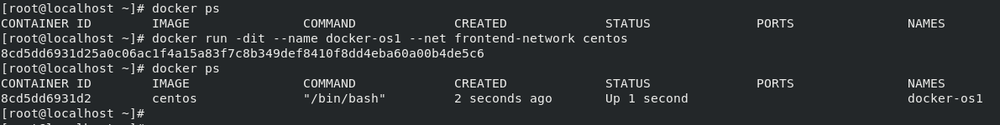 [root@localhost ~]# docker ps
CONTAINER ID        IMAGE               COMMAND             CREATED             STATUS              PORTS               NAMES
[root@localhost ~]# docker run -dit --name docker-os1 --net frontend-network centos
8cd5dd6931d25a0c06ac1f4a15a83f7c8b349def8410f8dd4eba60a00b4de5c6
[root@localhost ~]# docker ps
CONTAINER ID        IMAGE               COMMAND             CREATED             STATUS              PORTS               NAMES
8cd5dd6931d2        centos              "/bin/bash"         2 seconds ago       Up 1 second                             docker-os1
[root@localhost ~]#